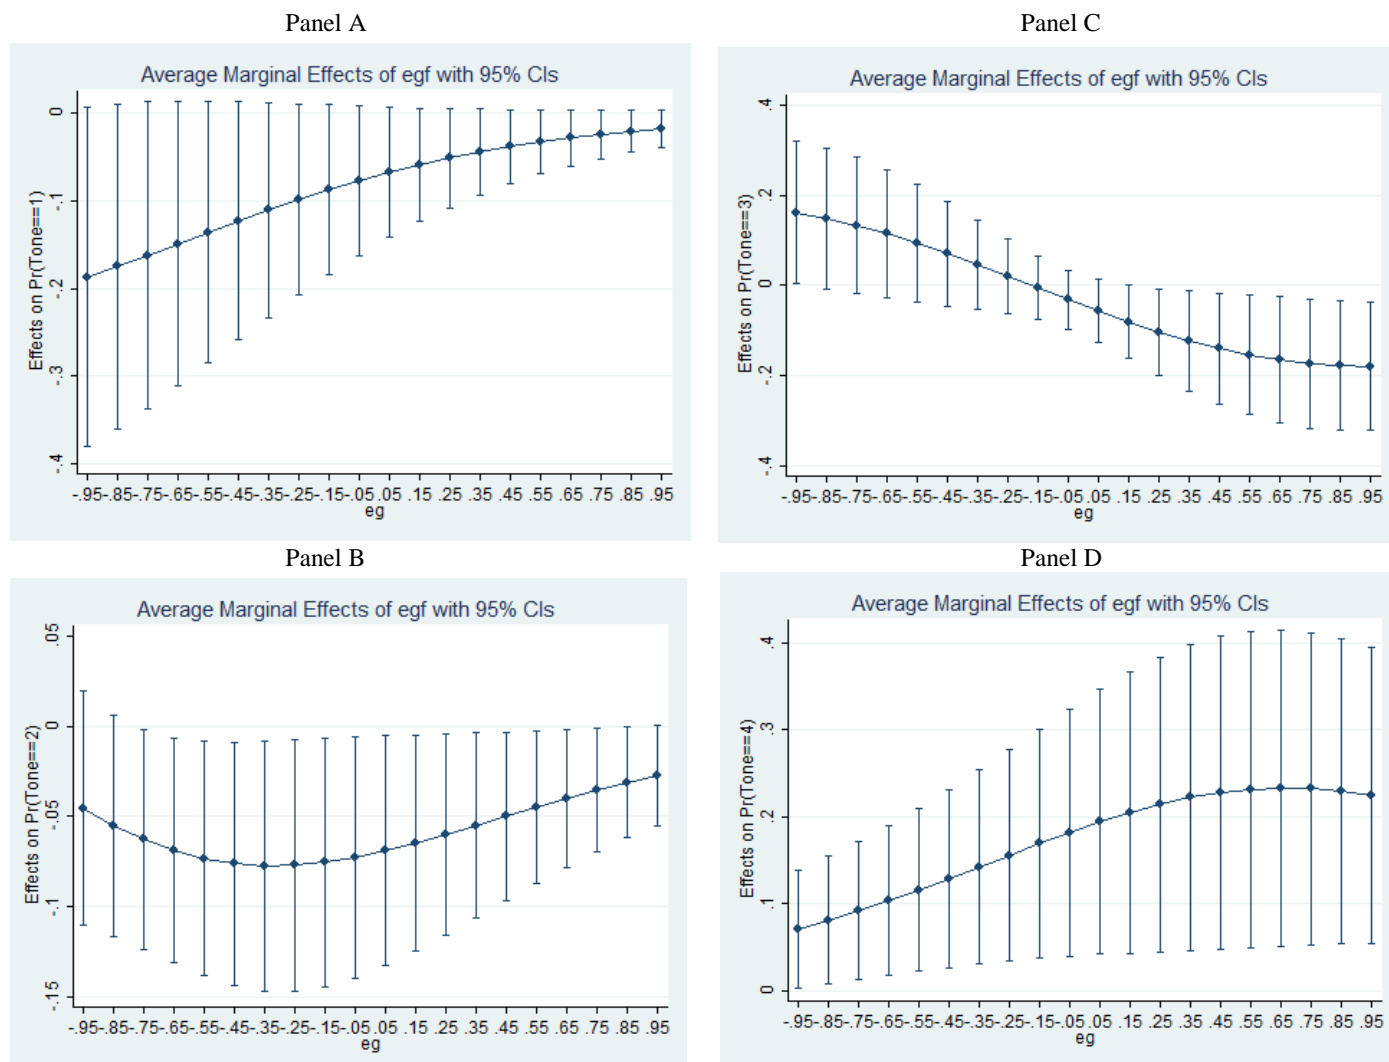 Panel A
Average Marginal Effects of egf with 95% CIs
Effects on Pr(Tone==1)
0
-.1
-.2
-.3
-.4
-.95-.85-.75-.65-.55-.45-.35-.25-.15-.05 .05 .15 .25 .35 .45 .55 .65 .75 .85 .95
eg
Panel C
Average Marginal Effects of egf with 95% CIs
Effects on Pr(Tone==3)
.4
.2
0
-.2
-.4
-.95-.85-.75-.65-.55-.45-.35-.25-.15-.05 .05 .15 .25 .35 .45 .55 .65 .75 .85 .95
eg
Panel B
Average Marginal Effects of egf with 95% CIs
Effects on Pr(Tone==2)
.05
0
-.05
-.1
-.15
-.95-.85-.75-.65-.55-.45-.35-.25-.15-.05 .05 .15 .25 .35 .45 .55 .65 .75 .85 .95
eg
Panel D
Average Marginal Effects of egf with 95% CIs
Effects on Pr(Tone==4)
.4
.3
.2
.1
0
-.95-.85-.75-.65-.55-.45-.35-.25-.15-.05 .05 .15 .25 .35 .45 .55 .65 .75 .85 .95
eg